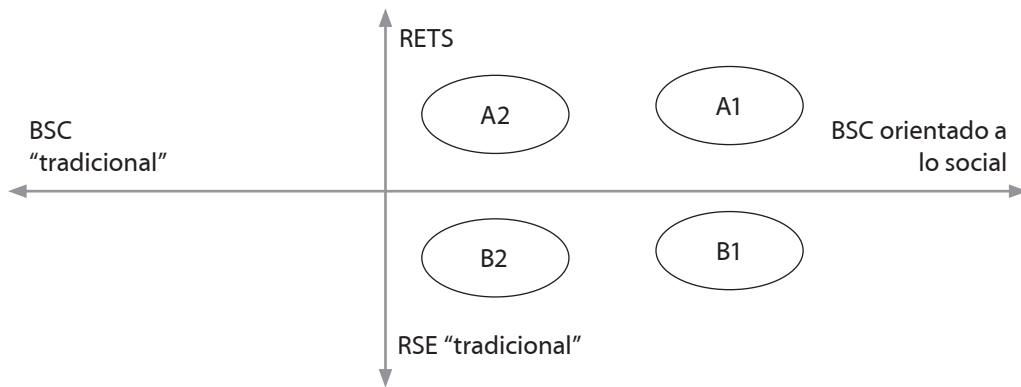 RETS
A2
A1
BSC
“tradicional”
BSC orientado a
lo social
B2
B1
RSE “tradicional”